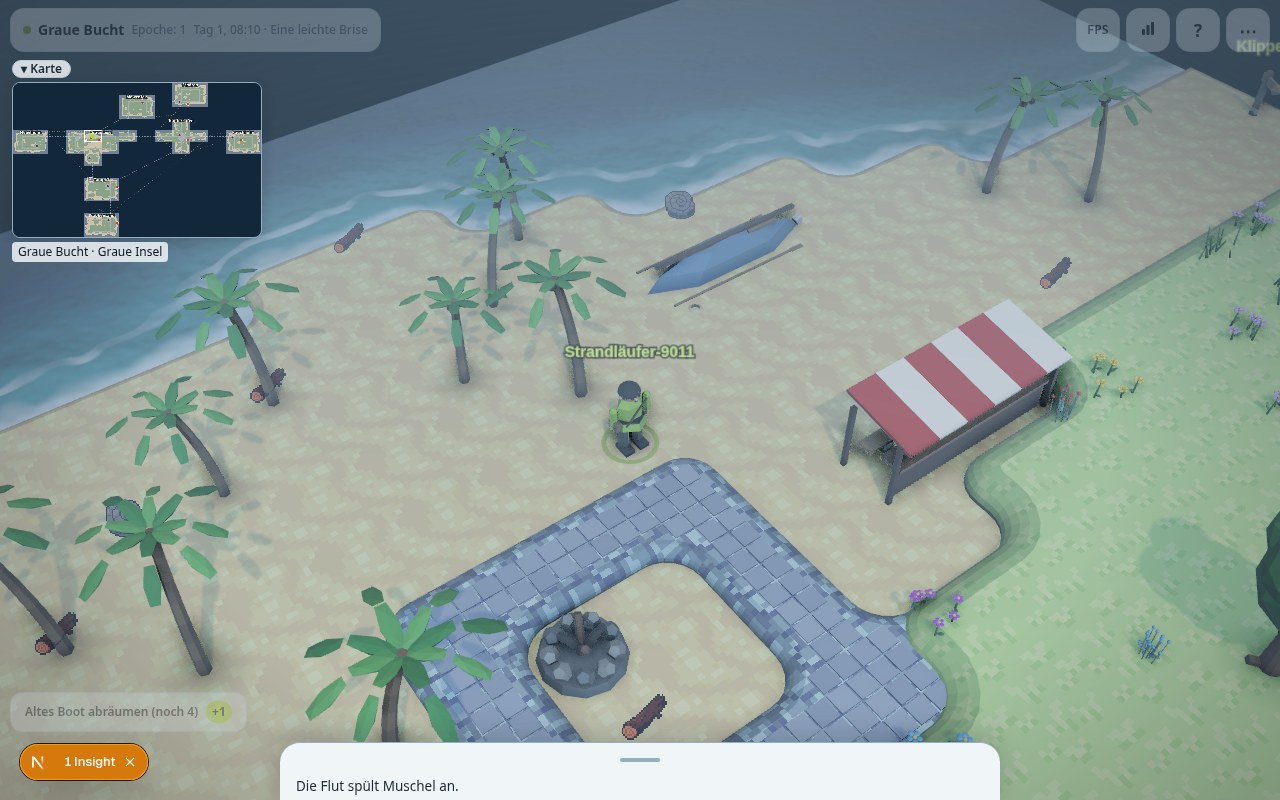 Graue Bucht Epoche: 1 Tag 1, 08:10 · Eine leichte Brise
FPS
?
...
▾ Karte
Graue Bucht · Graue Insel
Strandläufer-9011
Altes Boot abräumen (noch 4) +1
N 1 Insight ×
Die Flut spült Muschel an.